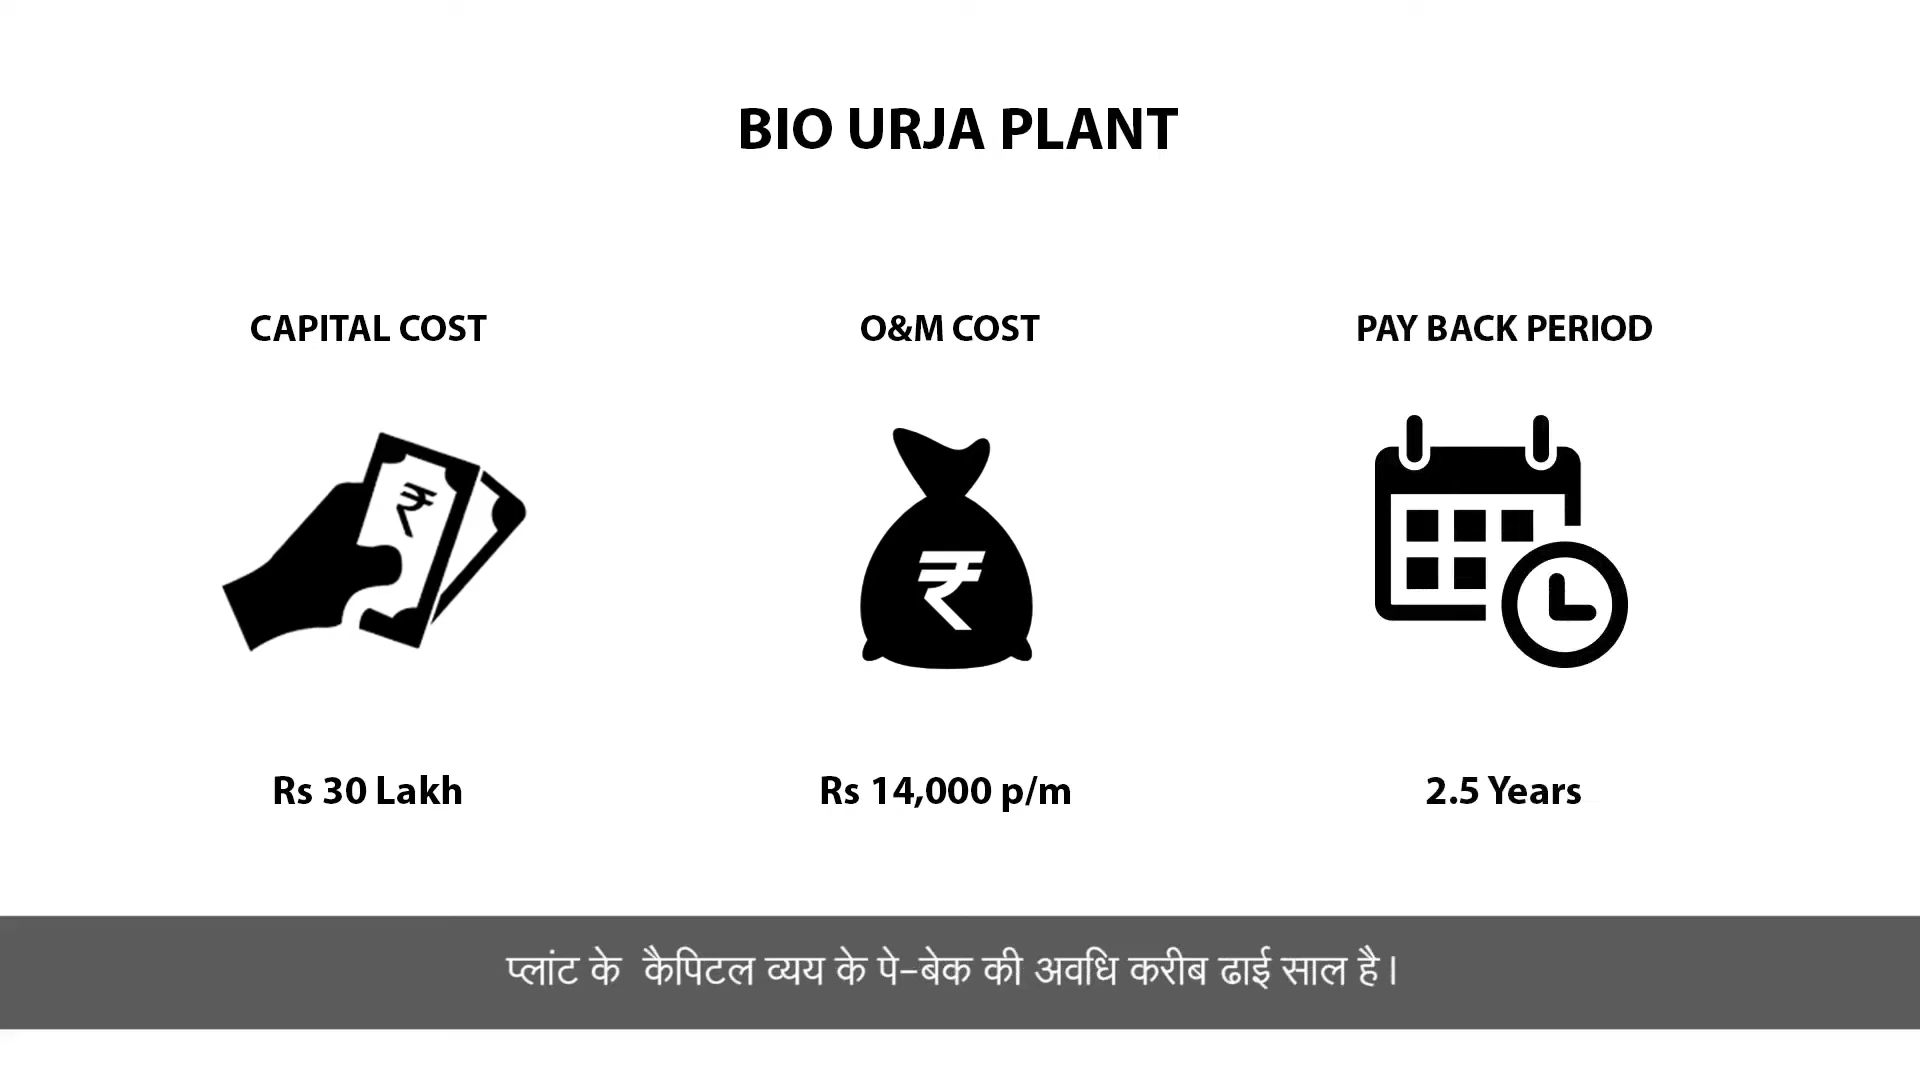 BIO URJA PLANT
CAPITAL COST
O&M COST
PAY BACK PERIOD
₹
₹
Rs 30 Lakh
Rs 14,000 p/m
2.5 Years
प्लांट के कैपिटल व्यय के पे-बेक की अवधि करीब ढाई साल है।